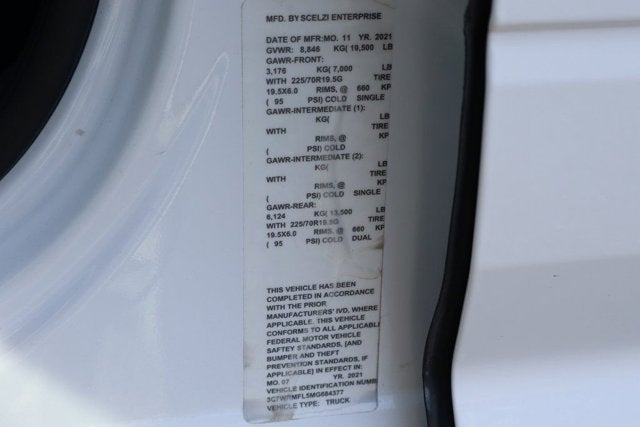 MFD. BY SCELZI ENTERPRISE
DATE OF MFR:MO. 11 YR. 2021
GVWR: 8,846 KG( 19,500 LB
GAWR-FRONT:
3,176 KG( 7,000 LB
WITH 225/70R19.5G TIRE
19.5X6.0 RIMS, @ 660 KP
( 95 PSI) COLD SINGLE
GAWR-INTERMEDIATE (1):
KG( LB
WITH TIRE
RIMS, @ KP
( PSI) COLD
GAWR-INTERMEDIATE (2):
KG( LB
WITH TIRE
RIMS, @ KP
( PSI) COLD SINGLE
GAWR-REAR:
6,124 KG( 13,500 LB
WITH 225/70R19.5G TIRE
19.5X6.0 RIMS, @ 660 KP
( 95 PSI) COLD DUAL
THIS VEHICLE HAS BEEN
COMPLETED IN ACCORDANCE
WITH THE PRIOR
MANUFACTURERS' IVD, WHERE
APPLICABLE. THIS VEHICLE
CONFORMS TO ALL APPLICABLE
FEDERAL MOTOR VEHICLE
SAFTEY STANDARDS, [AND
BUMPER AND THEFT
PREVENTION STANDARDS, IF
APPLICABLE] IN EFFECT IN
MO. 07 YR. 2021
VEHICLE IDENTIFICATION NUMB
3C7WRMFL5MG684377
VEHICLE TYPE: TRUCK